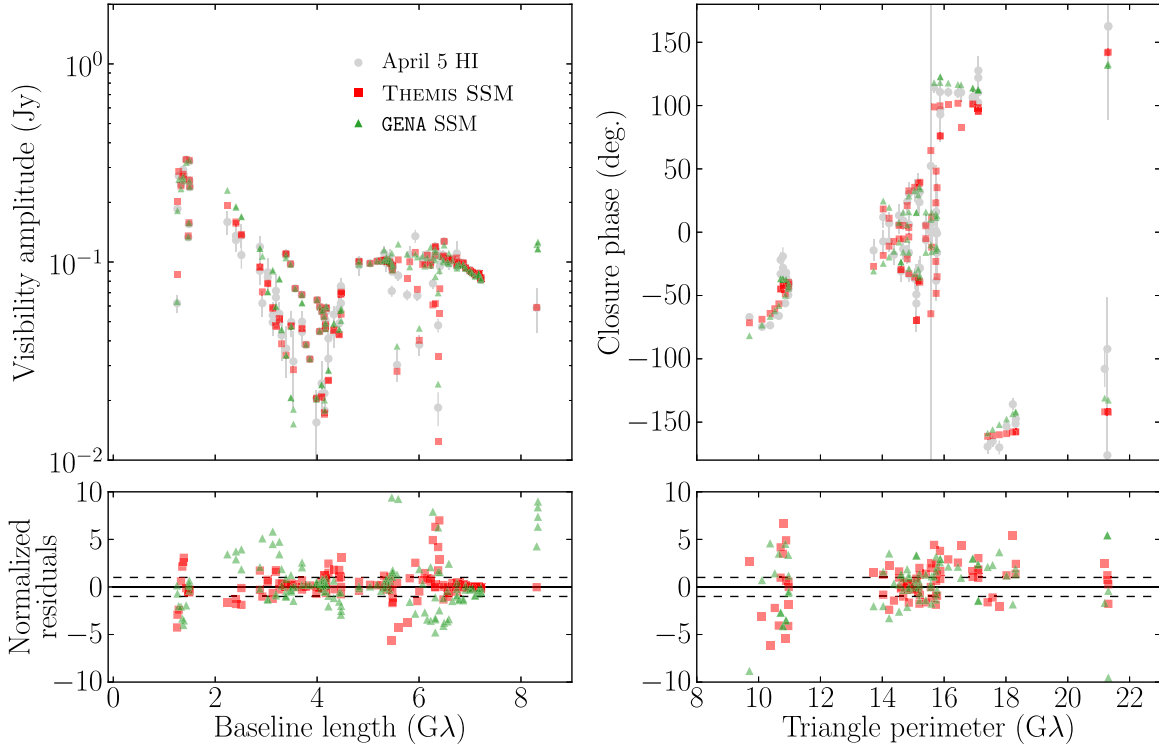 Visibility amplitude (Jy)
10⁰
10⁻¹
10⁻²
April 5 HI
THEMIS SSM
GENA SSM
Closure phase (deg.)
150
100
50
0
−50
−100
−150
Normalized
residuals
10
5
0
−5
−10
0 2 4 6 8
Baseline length (Gλ)
10
5
0
−5
−10
8 10 12 14 16 18 20 22
Triangle perimeter (Gλ)